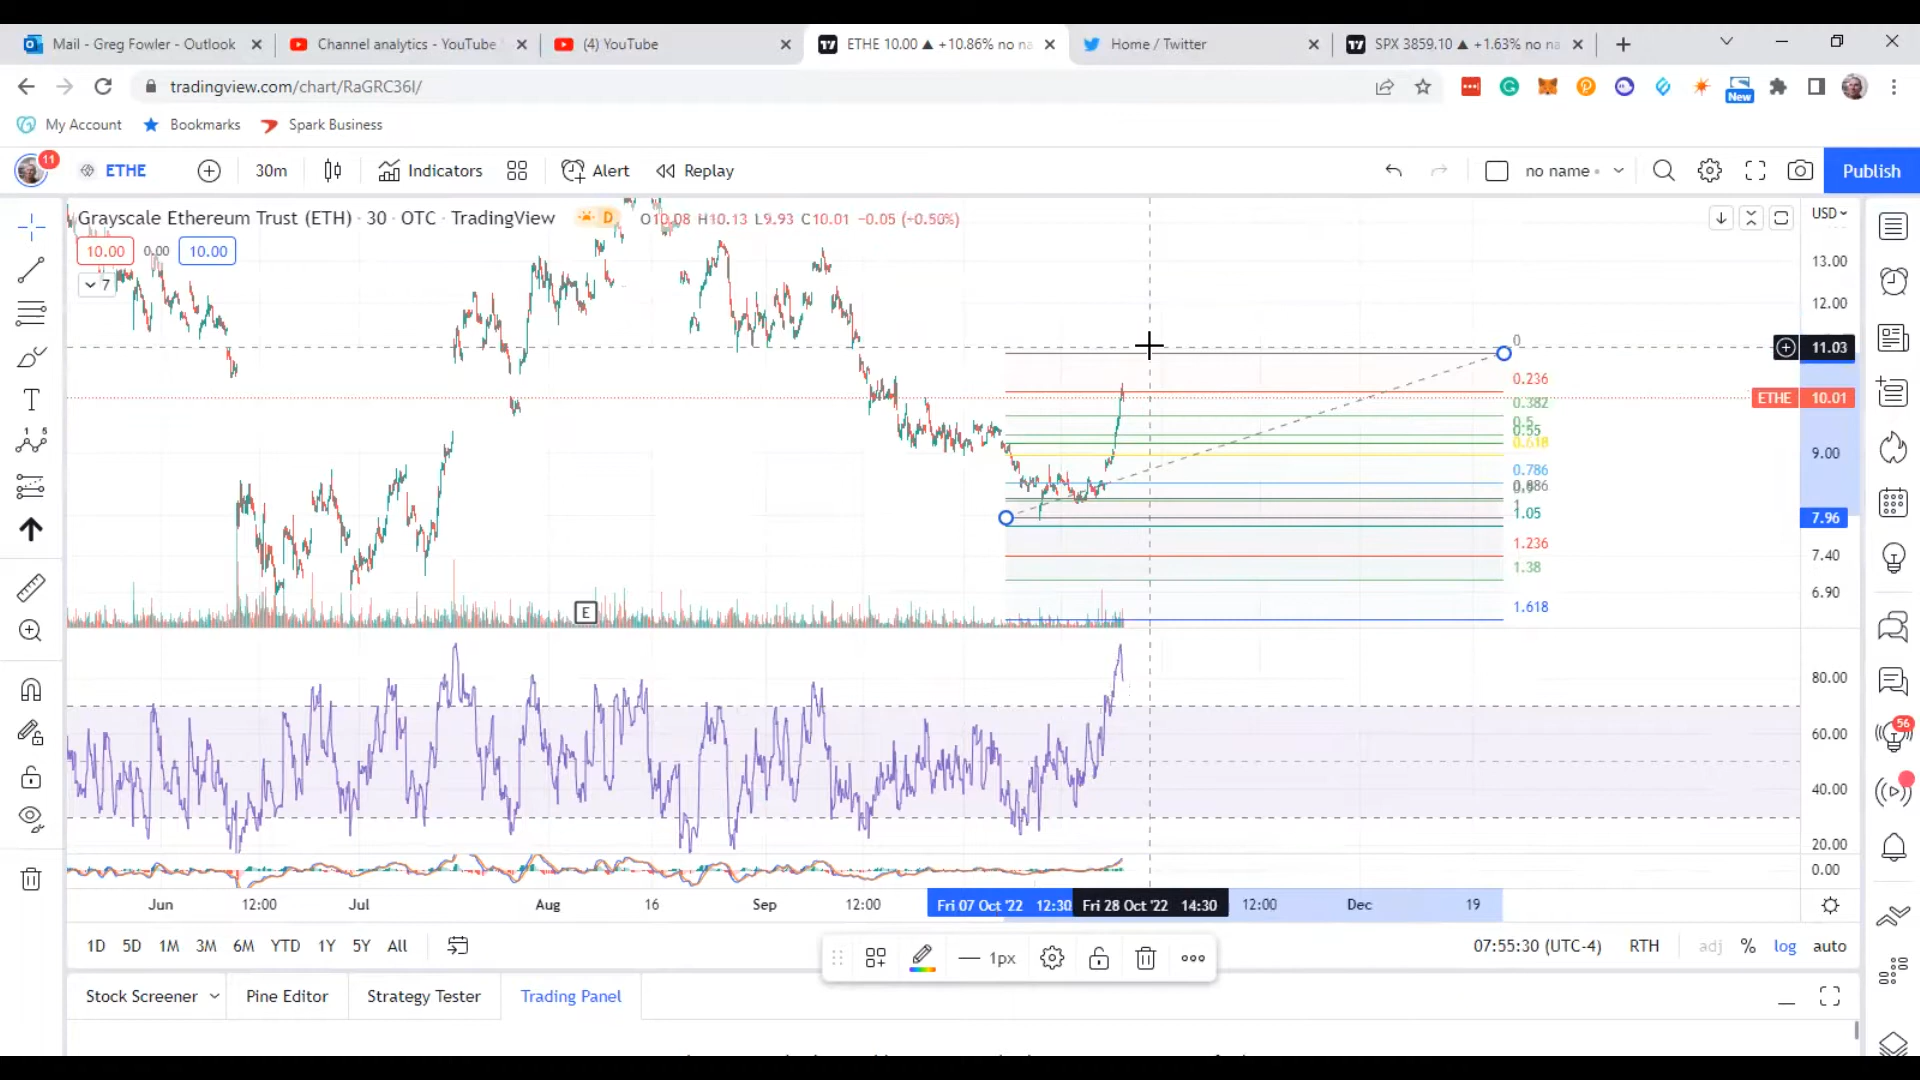 Mail - Greg Fowler - Outlook
Channel analytics - YouTube
(4) YouTube
ETHE 10.00 ▲ +10.86% no na
Home / Twitter
SPX 3859.10 ▲ +1.63% no na
tradingview.com/chart/RaGRC36I/
New
My Account
Bookmarks
Spark Business
11
ETHE
30m
Indicators
Alert
Replay
no name
Publish
Grayscale Ethereum Trust (ETH) · 30 · OTC · TradingView
D
O10.08 H10.13 L9.93 C10.01 −0.05 (−0.50%)
USD
10.00
0.00
10.00
7
13.00
12.00
11.03
ETHE 10.01
9.00
7.96
7.40
6.90
0
0.236
0.382
0.5
0.55
0.618
0.786
0.886
1
1.05
1.236
1.38
1.618
E
80.00
60.00
40.00
20.00
0.00
56
Jun
12:00
Jul
Aug
16
Sep
12:00
Fri 07 Oct '22 12:30
Fri 28 Oct '22 14:30
12:00
Dec
19
1D
5D
1M
3M
6M
YTD
1Y
5Y
All
1px
07:55:30 (UTC-4)
RTH
adj
%
log
auto
Stock Screener
Pine Editor
Strategy Tester
Trading Panel